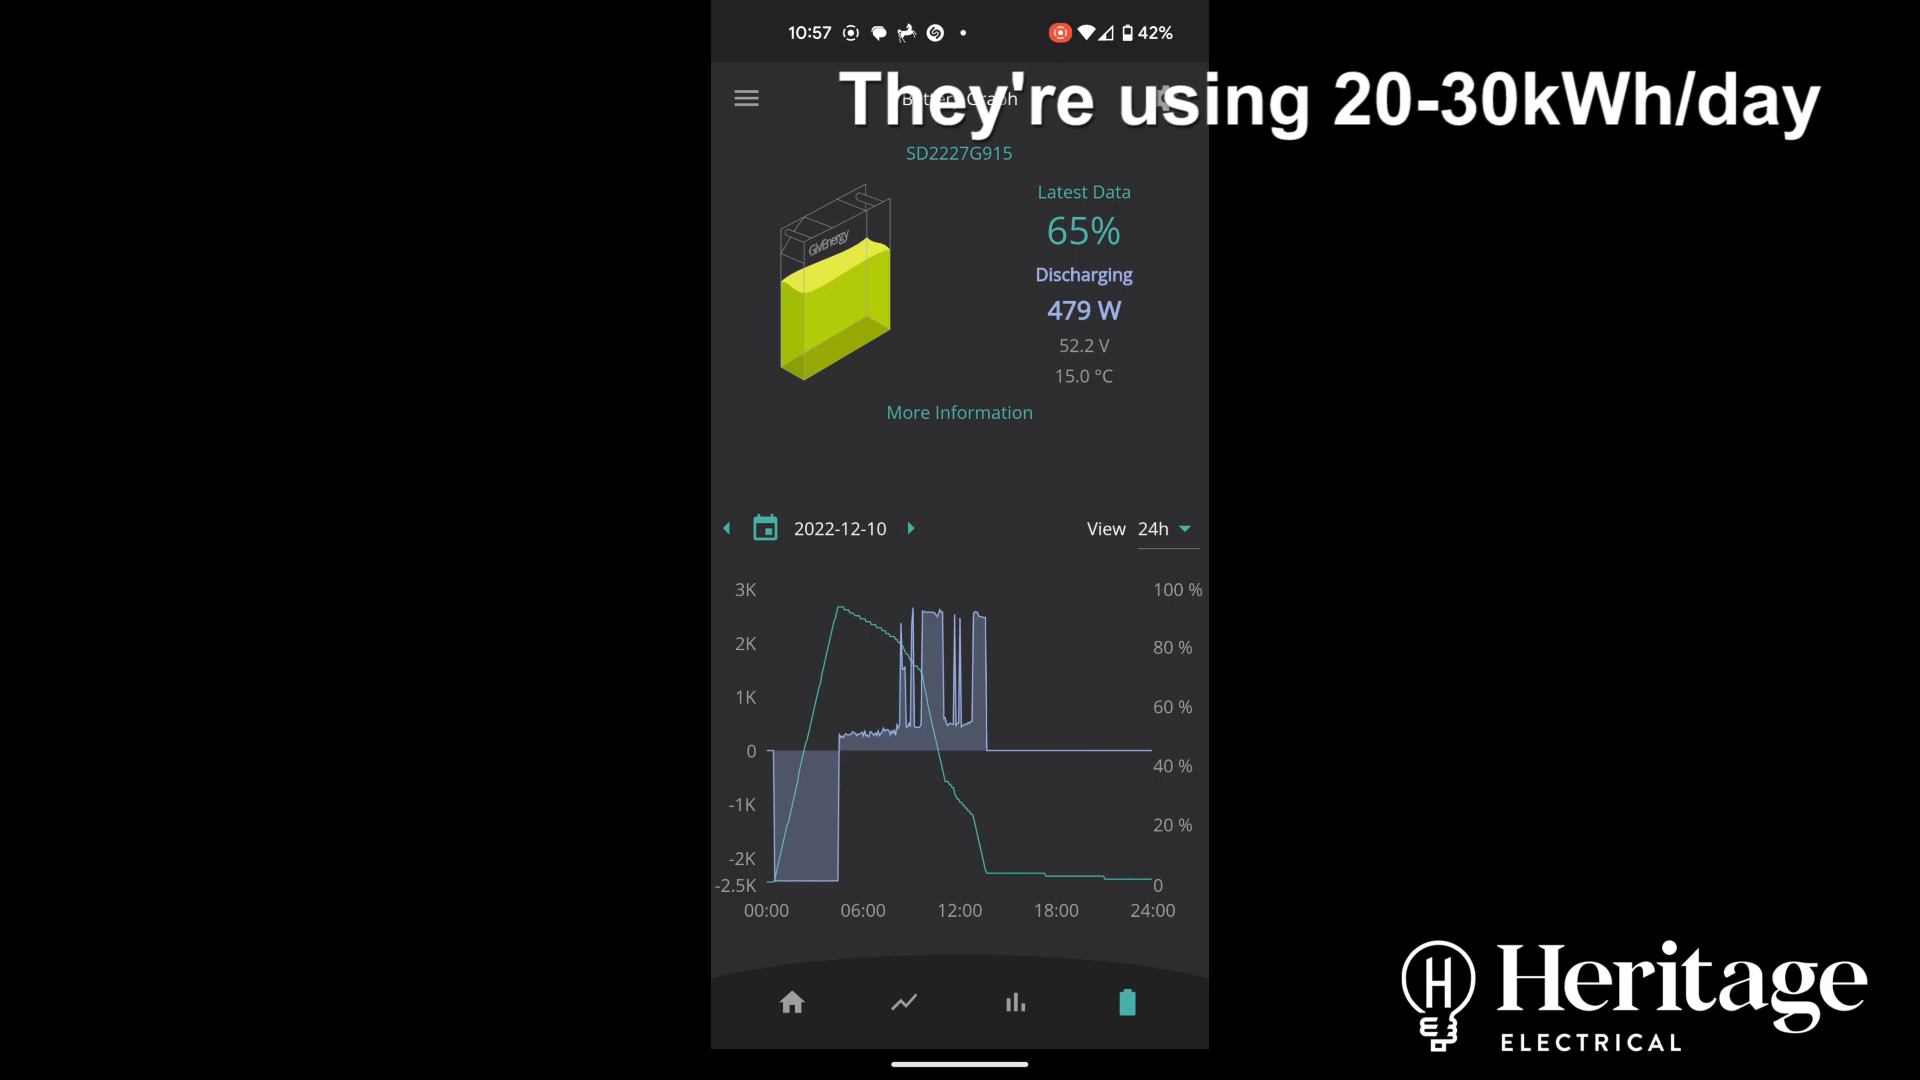 10:57
42%
They're using 20-30kWh/day
Battery Graph
SD2227G915
GivEnergy
Latest Data
65%
Discharging
479 W
52.2 V
15.0 °C
More Information
2022-12-10
View 24h
3K
2K
1K
0
-1K
-2K
-2.5K
100 %
80 %
60 %
40 %
20 %
0
00:00 06:00 12:00 18:00 24:00
H Heritage
ELECTRICAL